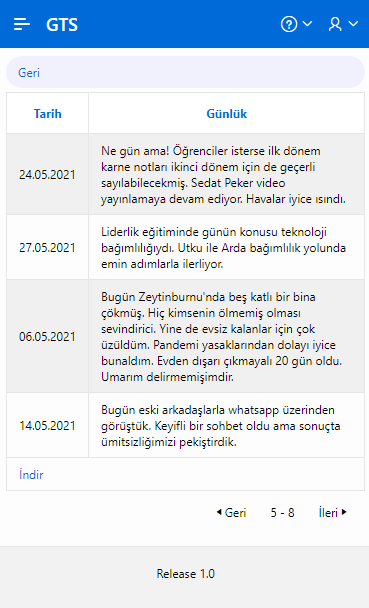 GTS
Geri
Tarih Günlük
24.05.2021
Ne gün ama! Öğrenciler isterse ilk dönem
karne notları ikinci dönem için de geçerli
sayılabilecekmiş. Sedat Peker video
yayınlamaya devam ediyor. Havalar iyice ısındı.
27.05.2021
Liderlik eğitiminde günün konusu teknoloji
bağımlılığıydı. Utku ile Arda bağımlılık yolunda
emin adımlarla ilerliyor.
06.05.2021
Bugün Zeytinburnu'nda beş katlı bir bina
çökmüş. Hiç kimsenin ölmemiş olması
sevindirici. Yine de evsiz kalanlar için çok
üzüldüm. Pandemi yasaklarından dolayı iyice
bunaldım. Evden dışarı çıkmayalı 20 gün oldu.
Umarım delirmemişimdir.
14.05.2021
Bugün eski arkadaşlarla whatsapp üzerinden
görüştük. Keyifli bir sohbet oldu ama sonuçta
ümitsizliğimizi pekiştirdik.
İndir
Geri 5 - 8 İleri
Release 1.0